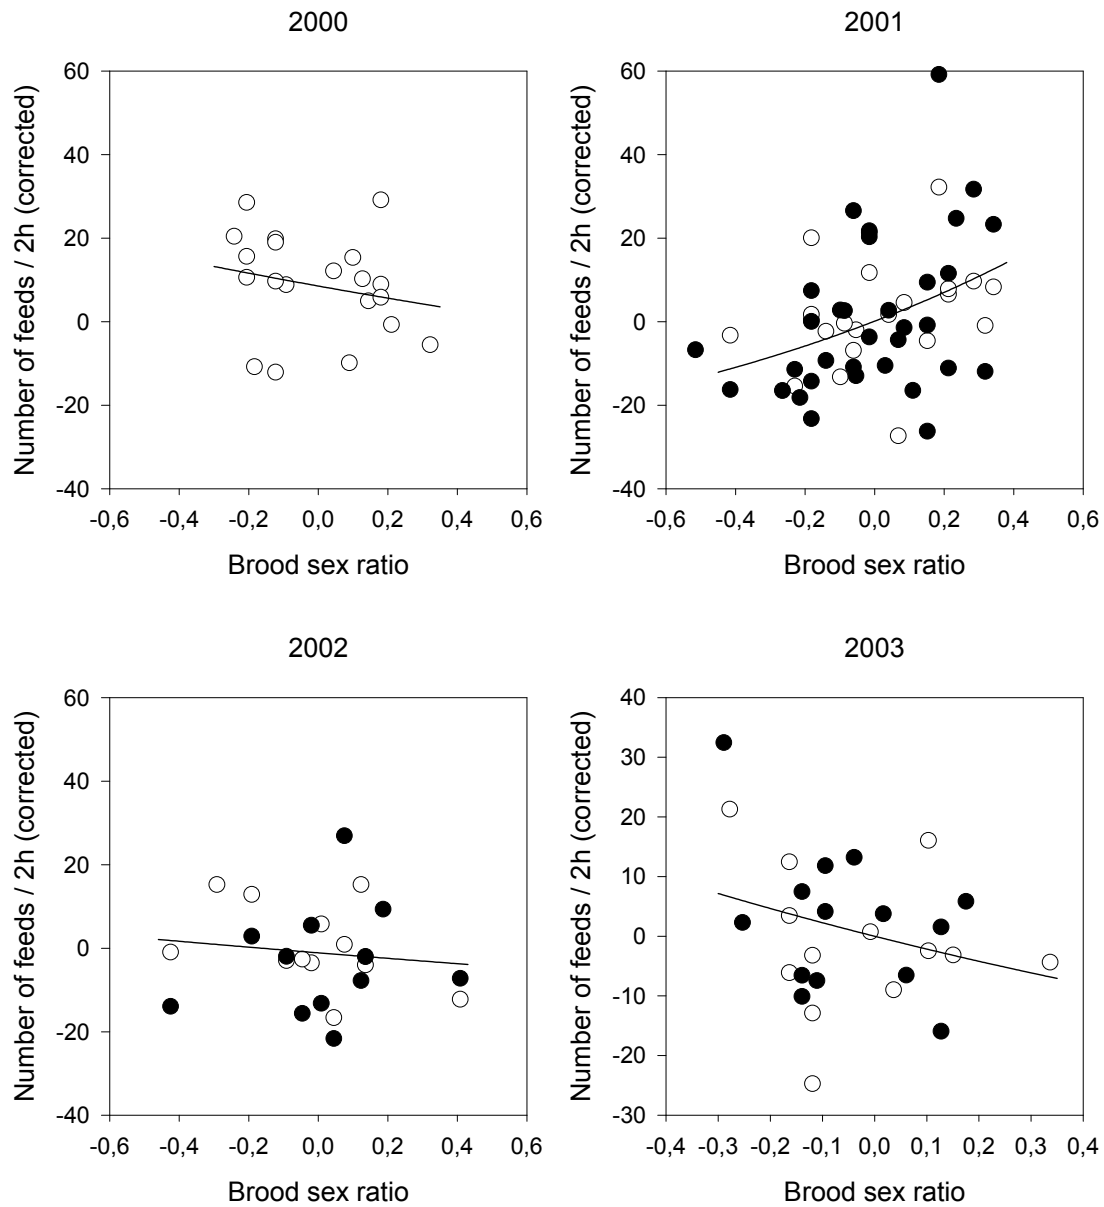 2000
Number of feeds / 2h (corrected)
60
40
20
0
-20
-40
-0,6 -0,4 -0,2 0,0 0,2 0,4 0,6
Brood sex ratio
2001
Number of feeds / 2h (corrected)
60
40
20
0
-20
-40
-0,6 -0,4 -0,2 0,0 0,2 0,4 0,6
Brood sex ratio
2002
Number of feeds / 2h (corrected)
60
40
20
0
-20
-40
-0,6 -0,4 -0,2 0,0 0,2 0,4 0,6
Brood sex ratio
2003
Number of feeds / 2h (corrected)
40
30
20
10
0
-10
-20
-30
-0,4 -0,3 -0,2 -0,1 0,0 0,1 0,2 0,3 0,4
Brood sex ratio